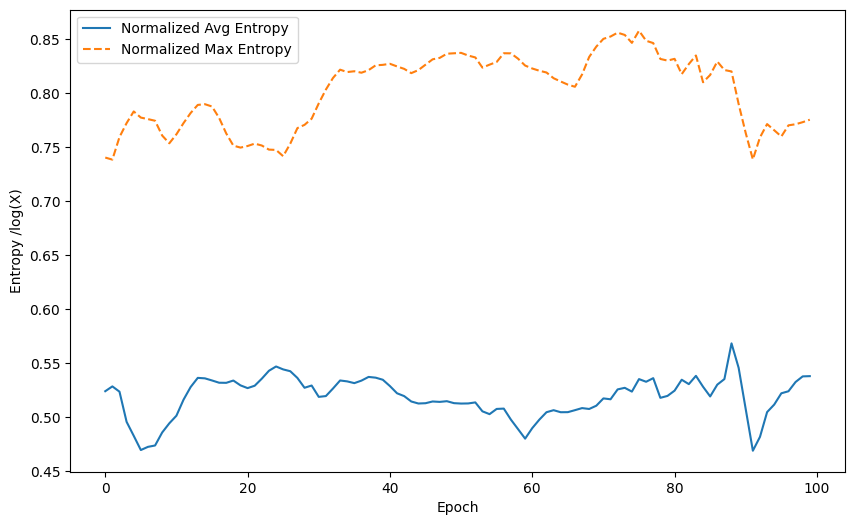 Normalized Avg Entropy
Normalized Max Entropy
0.85
0.80
0.75
0.70
0.65
0.60
0.55
0.50
0.45
Entropy /log(X)
0 20 40 60 80 100
Epoch